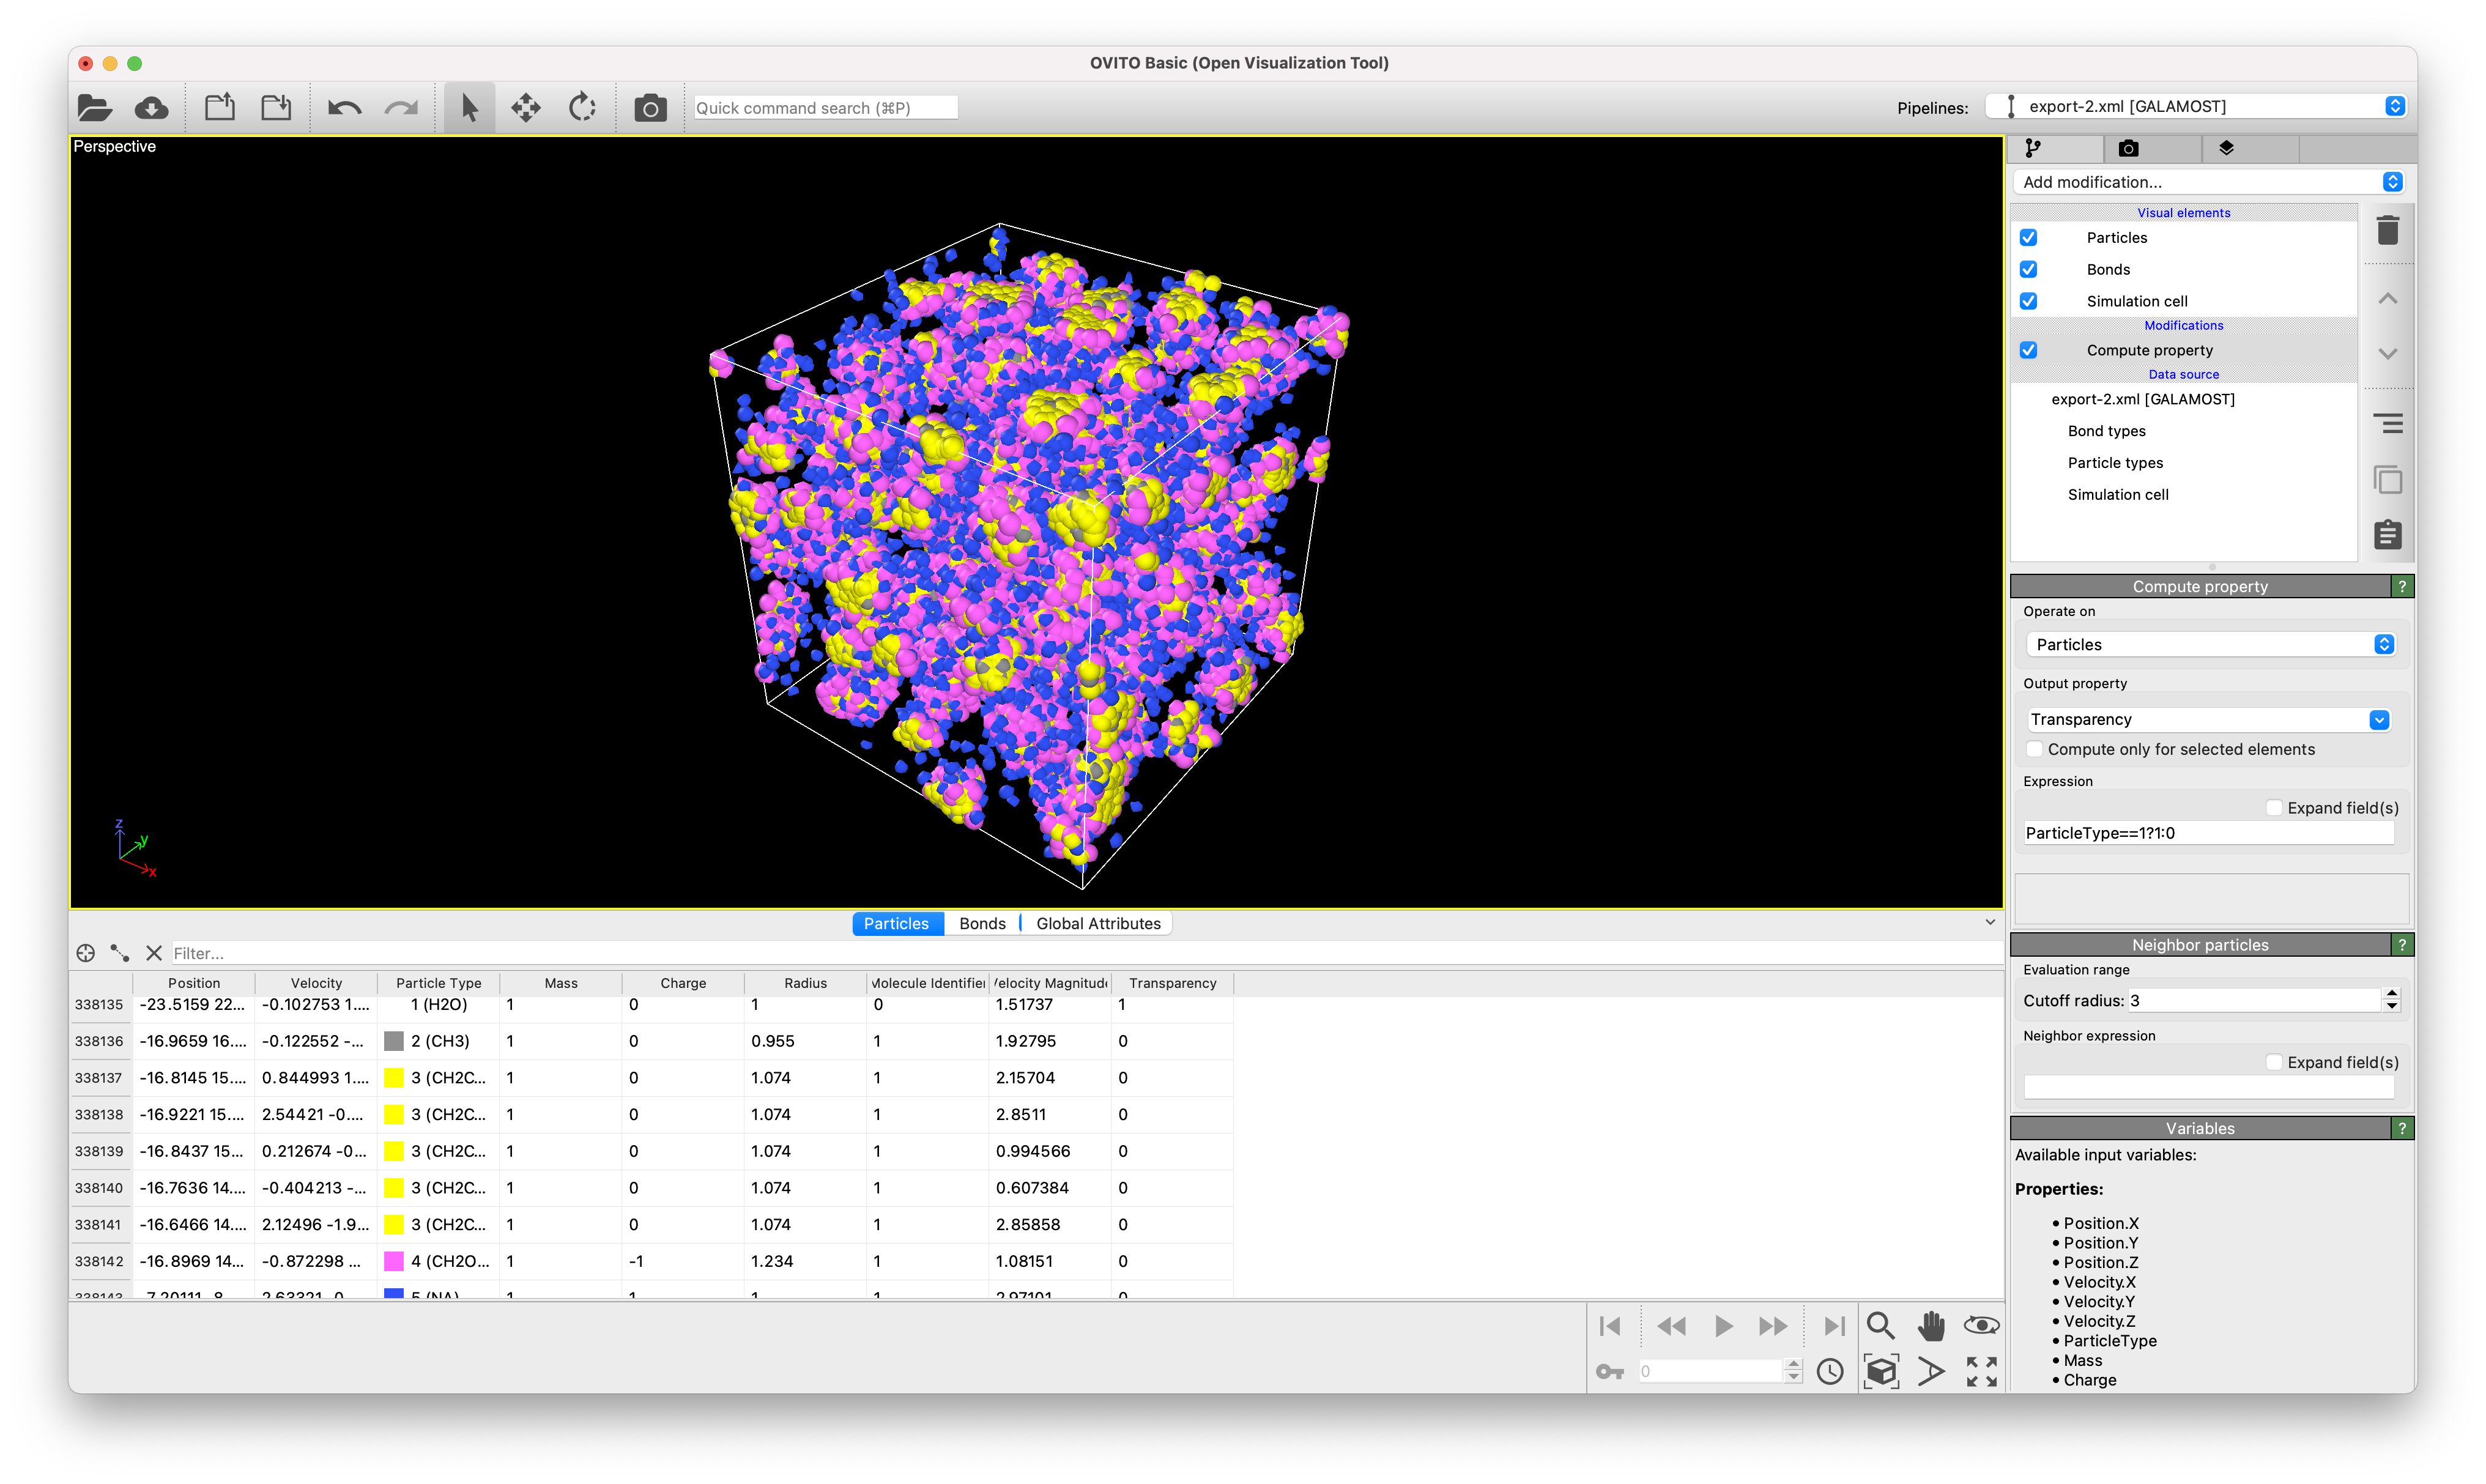 OVITO Basic (Open Visualization Tool)
Quick command search (⌘P)
Pipelines:
export-2.xml [GALAMOST]
Perspective
z
y
x
Add modification...
Visual elements
Particles
Bonds
Simulation cell
Modifications
Compute property
Data source
export-2.xml [GALAMOST]
Bond types
Particle types
Simulation cell
Compute property ?
Operate on
Particles
Output property
Transparency
Compute only for selected elements
Expression
Expand field(s)
ParticleType==1?1:0
Neighbor particles ?
Evaluation range
Cutoff radius: 3
Neighbor expression
Expand field(s)
Variables ?
Available input variables:
Properties:
• Position.X
• Position.Y
• Position.Z
• Velocity.X
• Velocity.Y
• Velocity.Z
• ParticleType
• Mass
• Charge
Particles Bonds Global Attributes
Filter...
Position Velocity Particle Type Mass Charge Radius Molecule Identifier Velocity Magnitude Transparency
338135 -23.5159 22... -0.102753 1.... 1 (H2O) 1 0 1 0 1.51737 1
338136 -16.9659 16.... -0.122552 -... 2 (CH3) 1 0 0.955 1 1.92795 0
338137 -16.8145 15.... 0.844993 1.... 3 (CH2C... 1 0 1.074 1 2.15704 0
338138 -16.9221 15.... 2.54421 -0.... 3 (CH2C... 1 0 1.074 1 2.8511 0
338139 -16.8437 15... 0.212674 -0... 3 (CH2C... 1 0 1.074 1 0.994566 0
338140 -16.7636 14.... -0.404213 -... 3 (CH2C... 1 0 1.074 1 0.607384 0
338141 -16.6466 14.... 2.12496 -1.9... 3 (CH2C... 1 0 1.074 1 2.85858 0
338142 -16.8969 14... -0.872298 ... 4 (CH2O... 1 -1 1.234 1 1.08151 0
338143 5 (NA) 1 1 1 1 2.97101 0
0